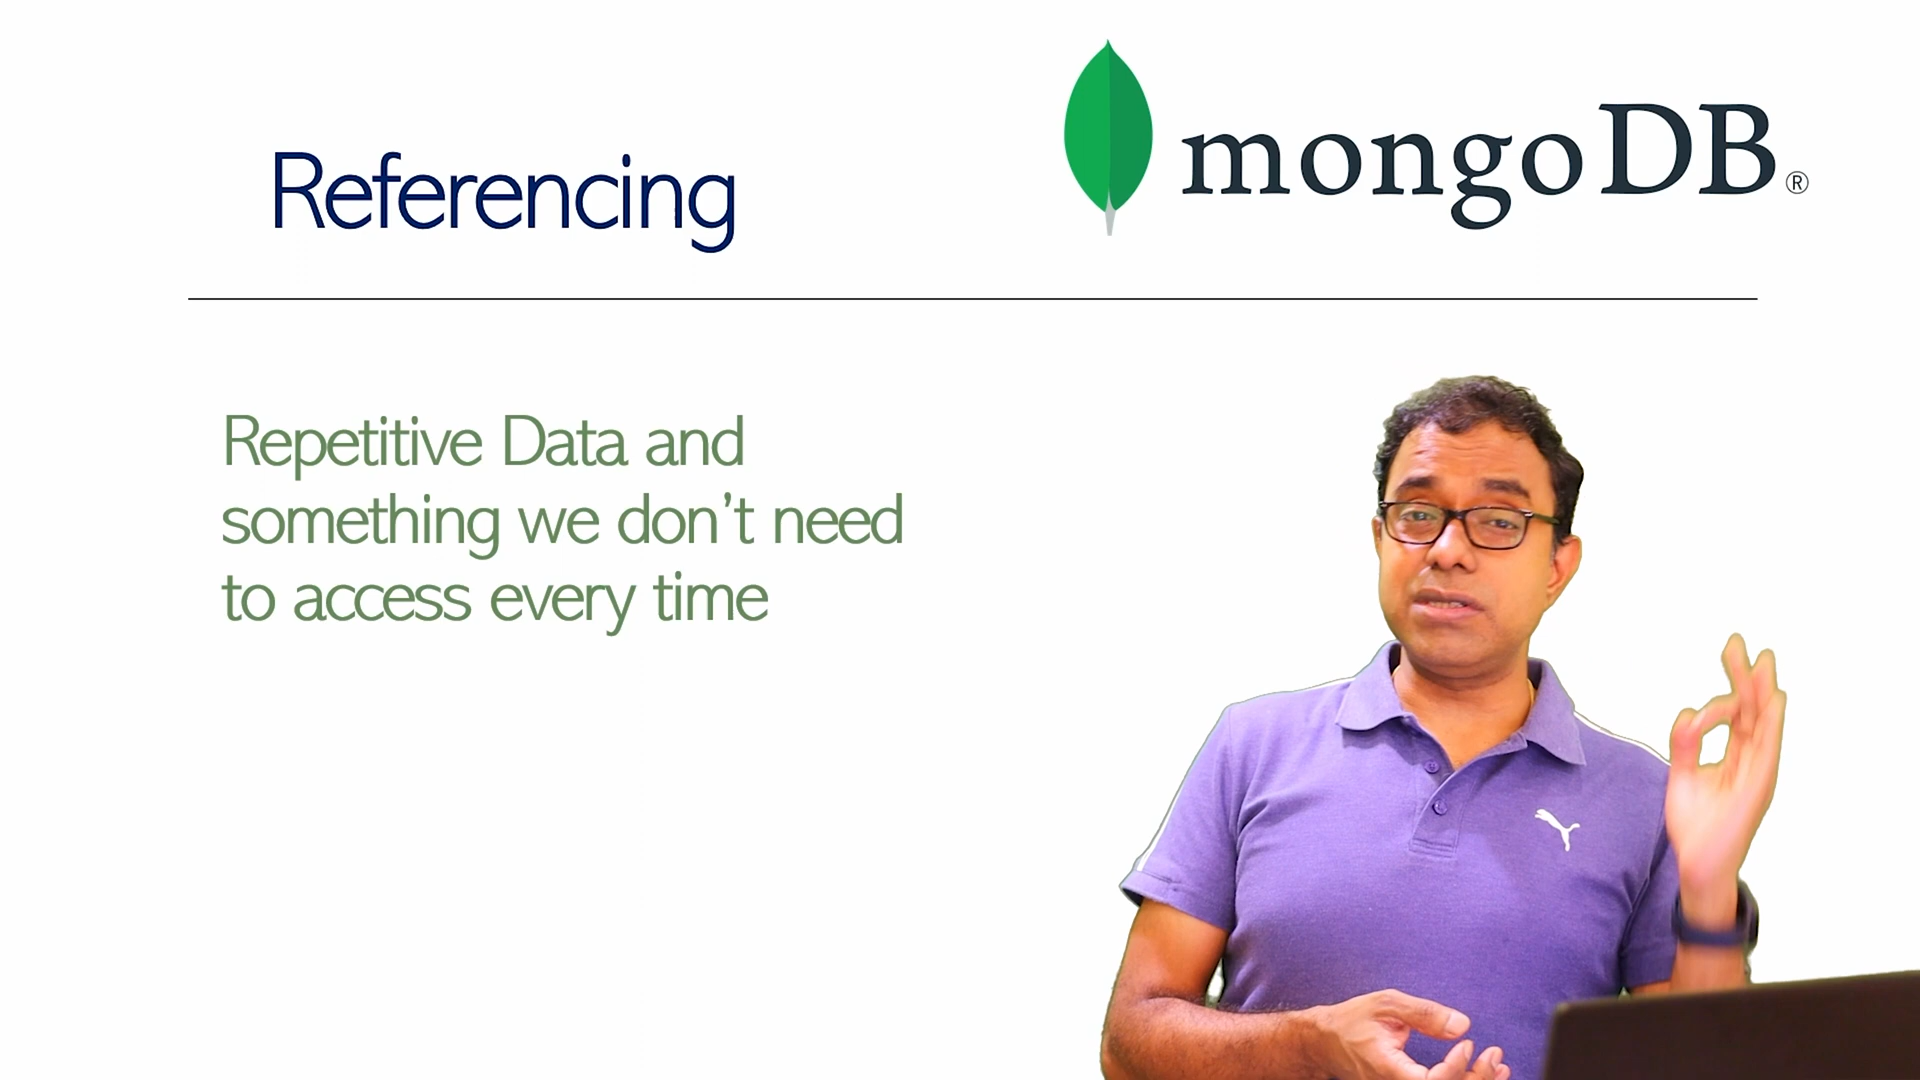 Referencing
mongoDB®
Repetitive Data and
something we don't need
to access every time